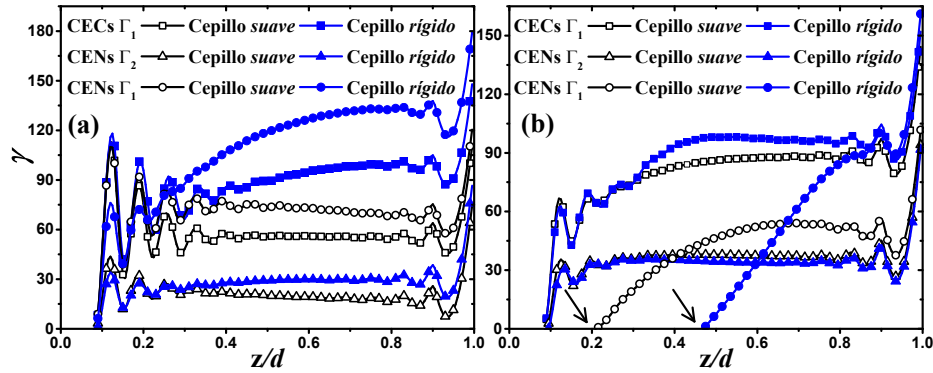 180
150
120
90
60
30
0
γ
CECs Γ1 Cepillo suave Cepillo rígido
CENs Γ2 Cepillo suave Cepillo rígido
CENs Γ1 Cepillo suave Cepillo rígido
(a)
0.0 0.2 0.4 0.6 0.8 1.0
z/d
150
120
90
60
30
0
CECs Γ1 Cepillo suave Cepillo rígido
CENs Γ2 Cepillo suave Cepillo rígido
CENs Γ1 Cepillo suave Cepillo rígido
(b)
0.0 0.2 0.4 0.6 0.8 1.0
z/d